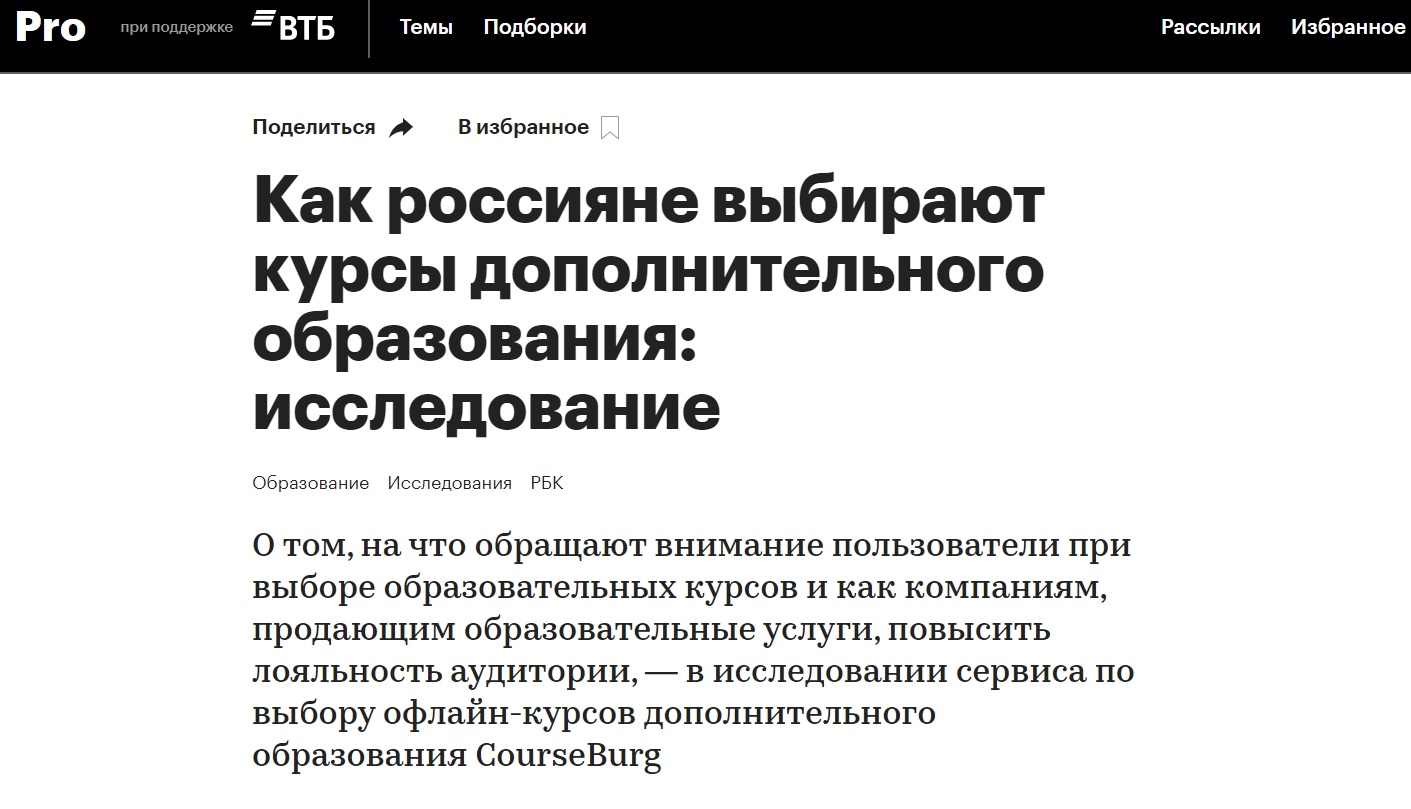 Pro при поддержке ВТБ Темы Подборки Рассылки Избранное
Поделиться В избранное
Как россияне выбирают
курсы дополнительного
образования:
исследование
Образование Исследования РБК
О том, на что обращают внимание пользователи при
выборе образовательных курсов и как компаниям,
продающим образовательные услуги, повысить
лояльность аудитории, — в исследовании сервиса по
выбору офлайн-курсов дополнительного
образования CourseBurg